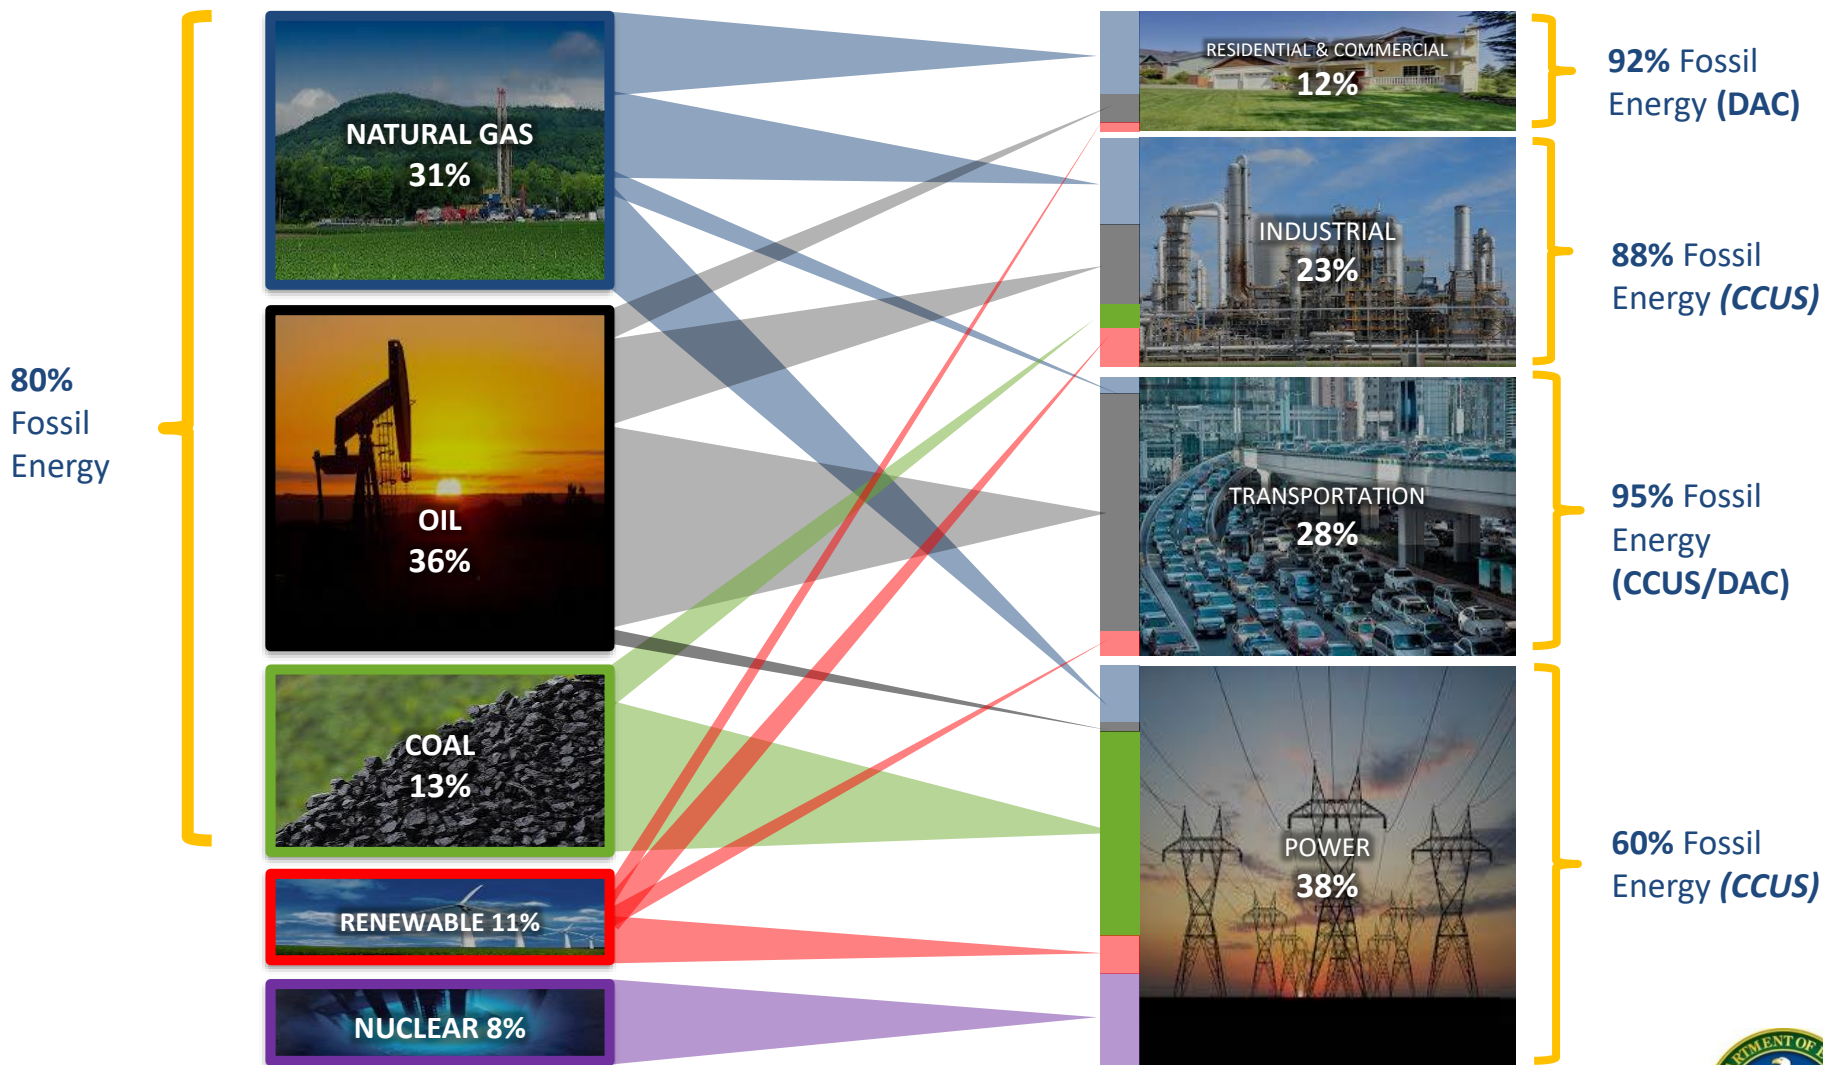 80%
Fossil
Energy
NATURAL GAS
31%
OIL
36%
COAL
13%
RENEWABLE 11%
NUCLEAR 8%
RESIDENTIAL & COMMERCIAL
12%
INDUSTRIAL
23%
TRANSPORTATION
28%
POWER
38%
92% Fossil
Energy (DAC)
88% Fossil
Energy (CCUS)
95% Fossil
Energy
(CCUS/DAC)
60% Fossil
Energy (CCUS)